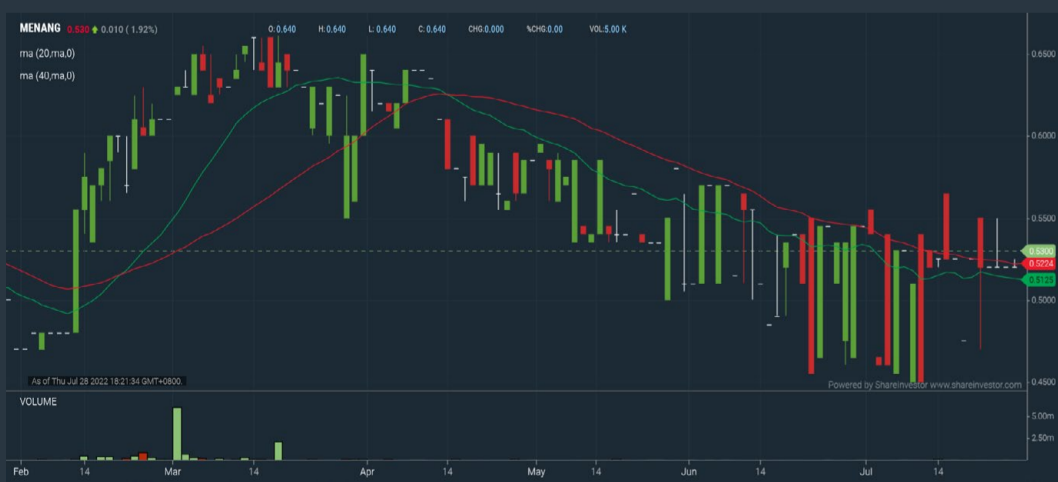 MENANG 0.530 0.010 ( 1.92%) O:0.640 H:0.640 L: 0.640 C: 0.640 CHG:0.000 %CHG:0.00 VOL:5.00 K
ma (20,ma,0)
ma (40,ma,0)
0.6500
0.6000
0.5500
0.5300
0.5224
0.5135
0.5000
0.4500
As of Thu Jul 28 2022 18:21:34 GMT+0800.
Powered by ShareInvestor www.shareinvestor.com
VOLUME
5.00m
2.50m
Feb 14 Mar 14 Apr 14 May 14 Jun 14 Jul 14